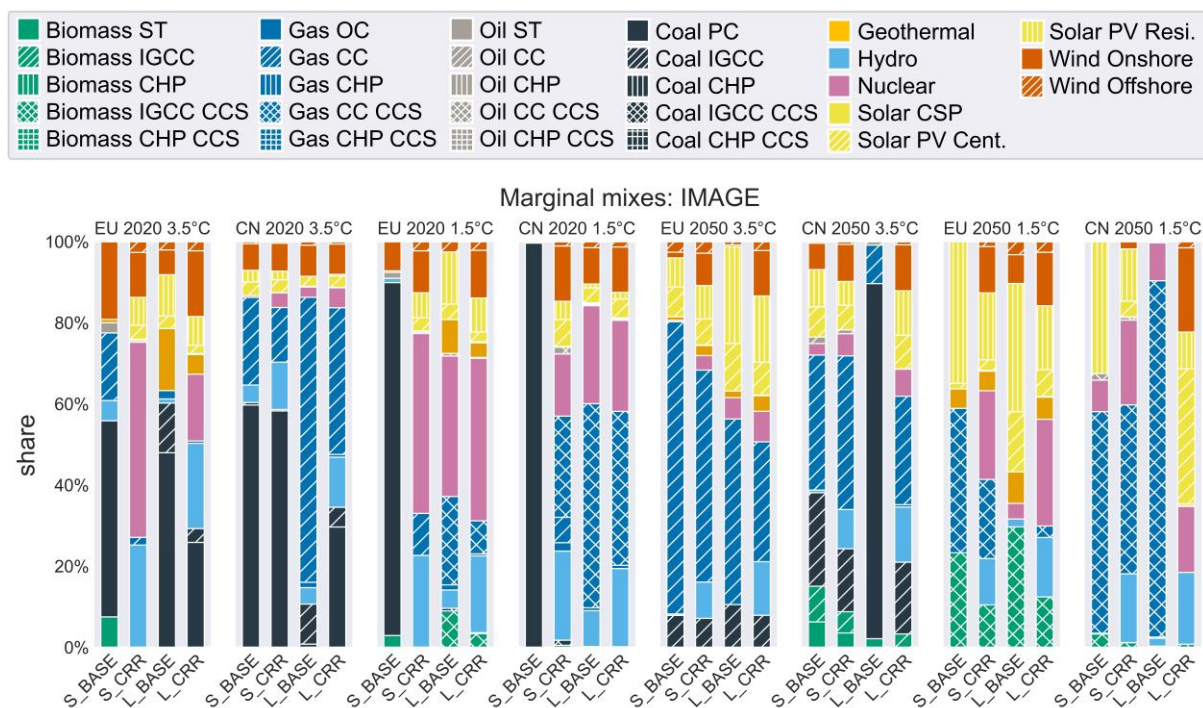 Biomass ST Gas OC Oil ST Coal PC Geothermal Solar PV Resi.
Biomass IGCC Gas CC Oil CC Coal IGCC Hydro Wind Onshore
Biomass CHP Gas CHP Oil CHP Coal CHP Nuclear Wind Offshore
Biomass IGCC CCS Gas CC CCS Oil CC CCS Coal IGCC CCS Solar CSP
Biomass CHP CCS Gas CHP CCS Oil CHP CCS Coal CHP CCS Solar PV Cent.
Marginal mixes: IMAGE
EU 2020 3.5°C CN 2020 3.5°C EU 2020 1.5°C CN 2020 1.5°C EU 2050 3.5°C CN 2050 3.5°C EU 2050 1.5°C CN 2050 1.5°C
100%
80%
60%
share
40%
20%
0%
S_BASE S_CRR L_BASE L_CRR S_BASE S_CRR L_BASE L_CRR S_BASE S_CRR L_BASE L_CRR S_BASE S_CRR L_BASE L_CRR S_BASE S_CRR L_BASE L_CRR S_BASE S_CRR L_BASE L_CRR S_BASE S_CRR L_BASE L_CRR S_BASE S_CRR L_BASE L_CRR